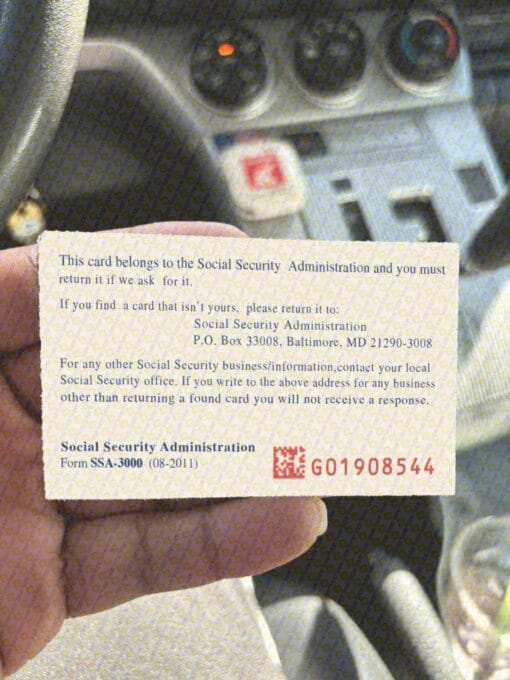 This card belongs to the Social Security Administration and you must
return it if we ask for it.
If you find a card that isn't yours, please return it to:
Social Security Administration
P.O. Box 33008, Baltimore, MD 21290-3008
For any other Social Security business/information,contact your local
Social Security office. If you write to the above address for any business
other than returning a found card you will not receive a response.
Social Security Administration
Form SSA-3000 (08-2011)
G01908544